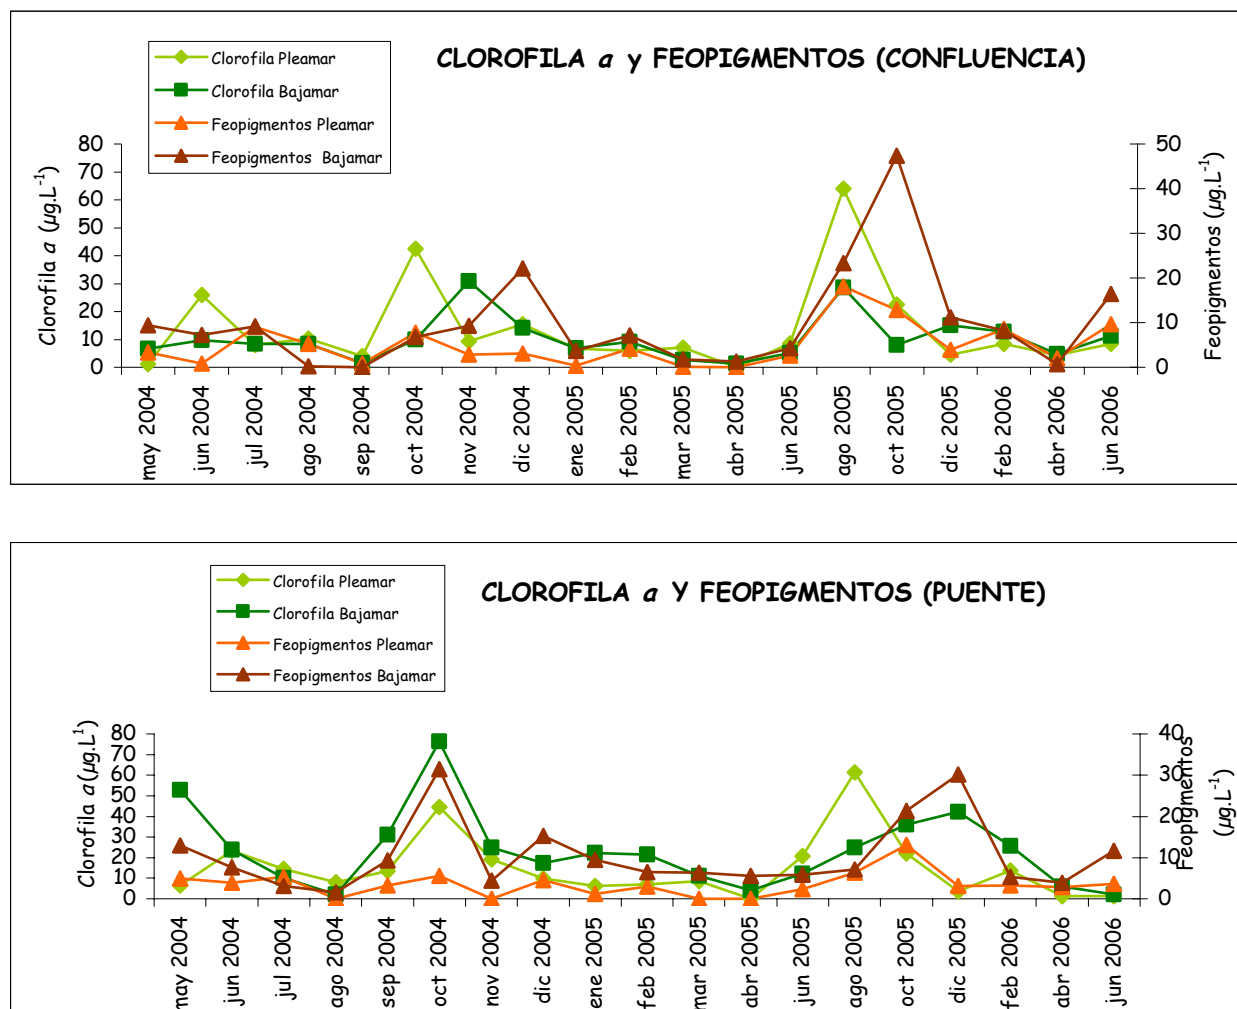 CLOROFILA a y FEOPIGMENTOS (CONFLUENCIA)
Clorofila Pleamar
Clorofila Bajamar
Feopigmentos Pleamar
Feopigmentos Bajamar
Clorofila a (µg.L-1)
80
70
60
50
40
30
20
10
0
Feopigmentos (µg.L-1)
50
40
30
20
10
0
may 2004
jun 2004
jul 2004
ago 2004
sep 2004
oct 2004
nov 2004
dic 2004
ene 2005
feb 2005
mar 2005
abr 2005
jun 2005
ago 2005
oct 2005
dic 2005
feb 2006
abr 2006
jun 2006
CLOROFILA a Y FEOPIGMENTOS (PUENTE)
Clorofila Pleamar
Clorofila Bajamar
Feopigmentos Pleamar
Feopigmentos Bajamar
Clorofila a (µg.L-1)
80
70
60
50
40
30
20
10
0
Feopigmentos
(µg.L-1)
40
30
20
10
0
may 2004
jun 2004
jul 2004
ago 2004
sep 2004
oct 2004
nov 2004
dic 2004
ene 2005
feb 2005
mar 2005
abr 2005
jun 2005
ago 2005
oct 2005
dic 2005
feb 2006
abr 2006
jun 2006